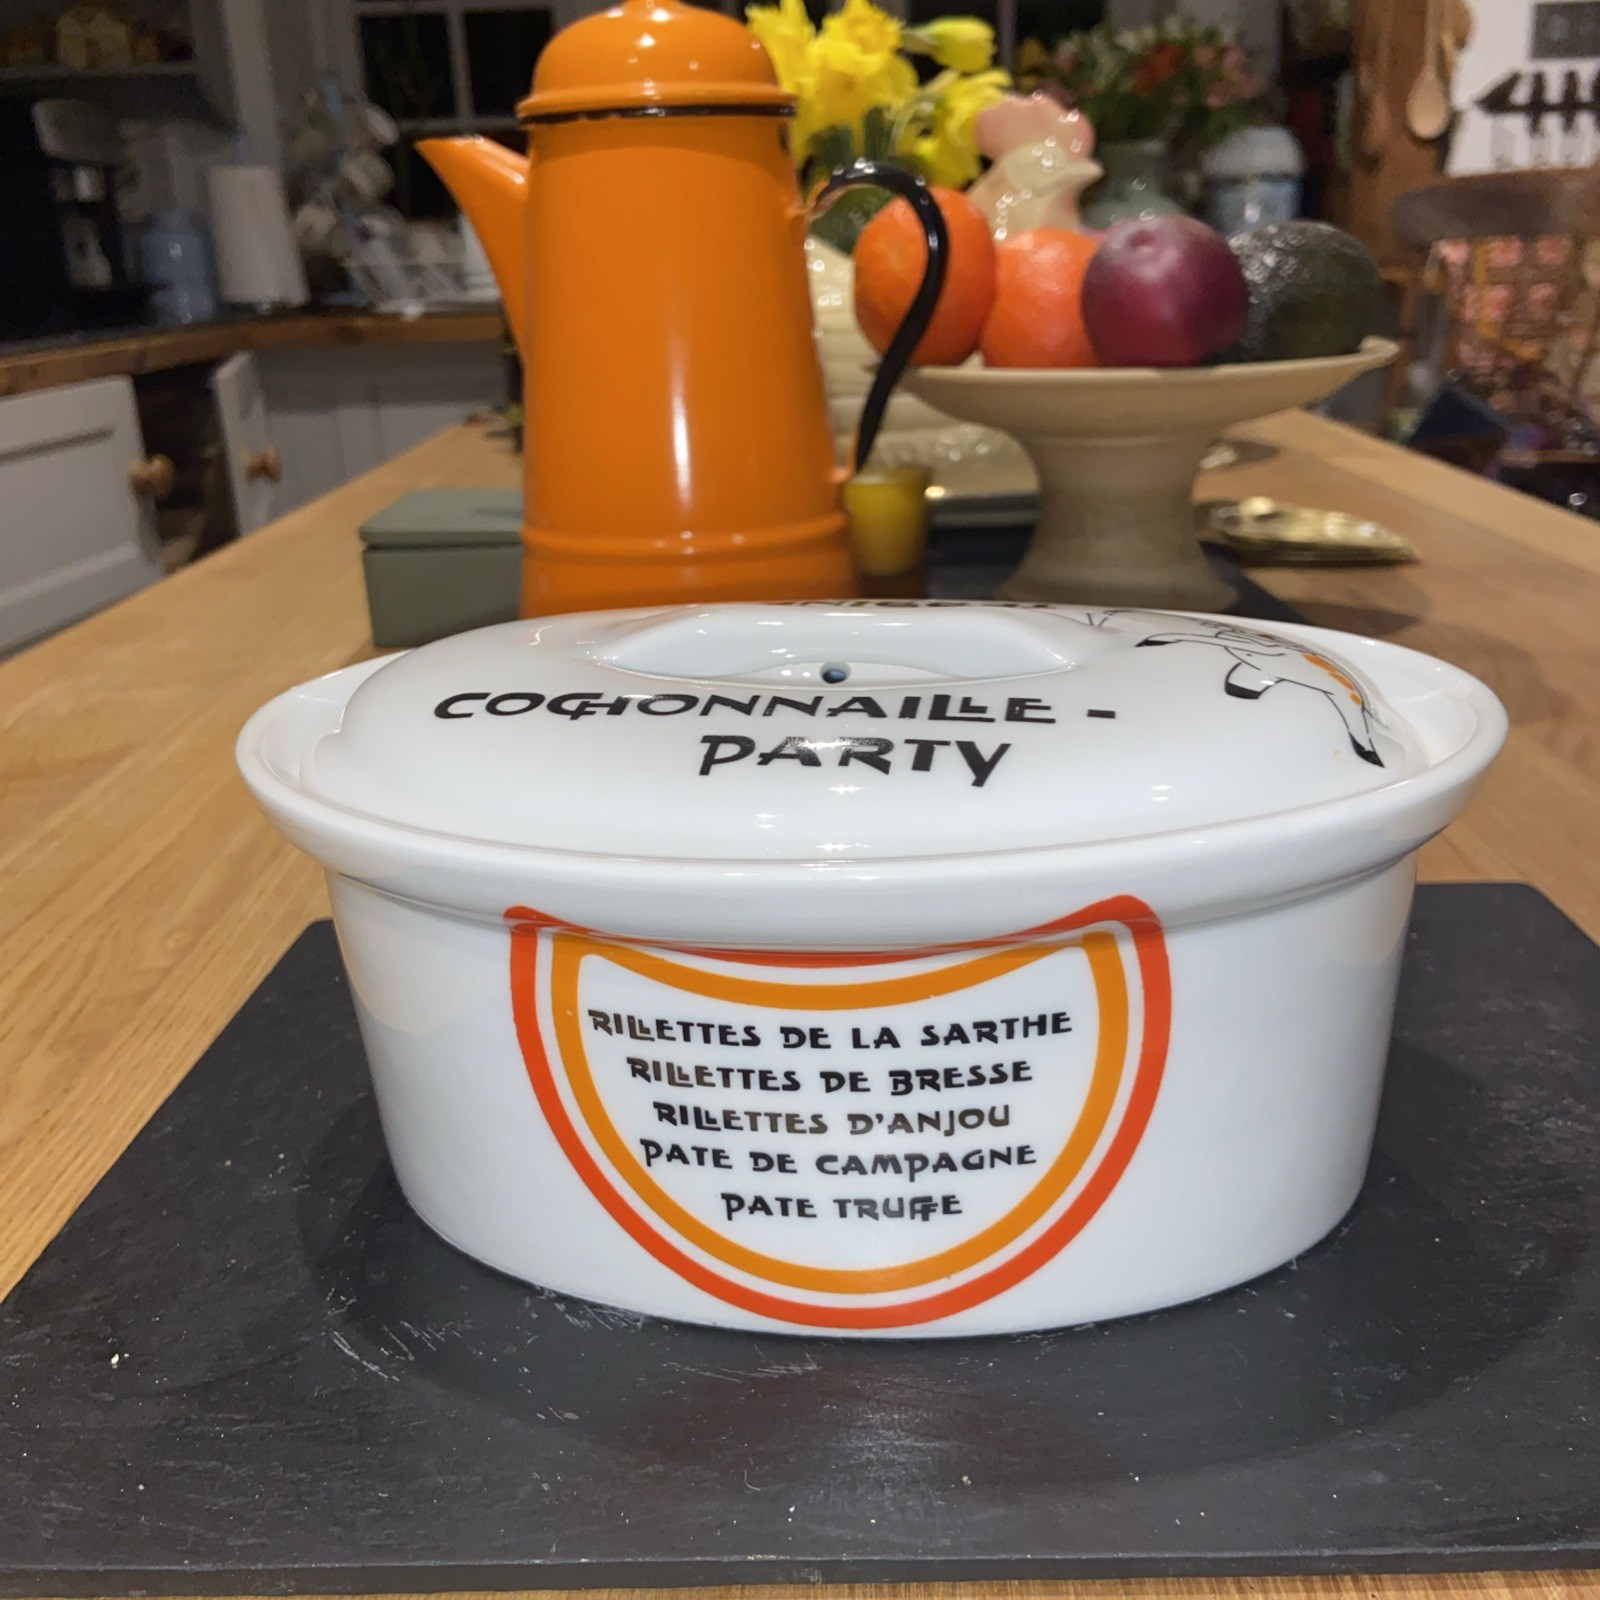 COCHONNAILLE -
PARTY
RILLETTES DE LA SARTHE
RILLETTES DE BRESSE
RILLETTES D'ANJOU
PATE DE CAMPAGNE
PATE TRUFFE